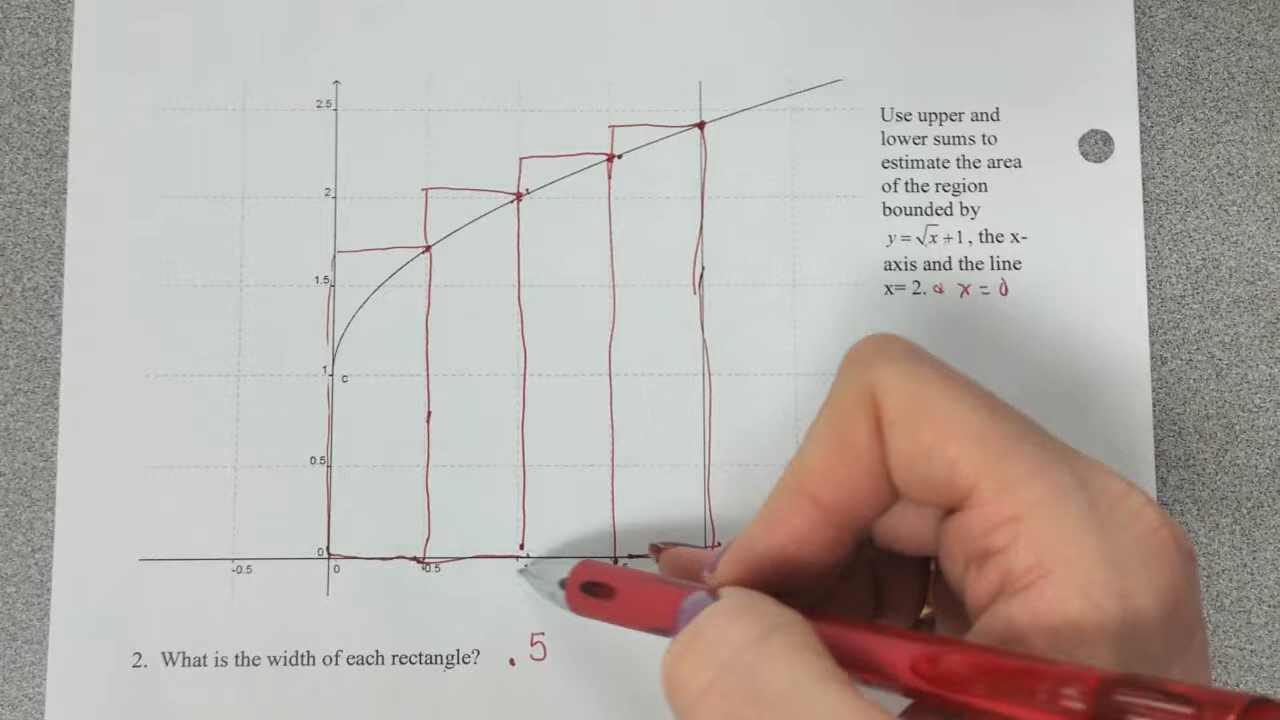 2.5
2
1.5
1
c
0.5
0
-0.5
0
0.5
Use upper and
lower sums to
estimate the area
of the region
bounded by
y = √x + 1 , the x-
axis and the line
x= 2. x = 0
2. What is the width of each rectangle? .5